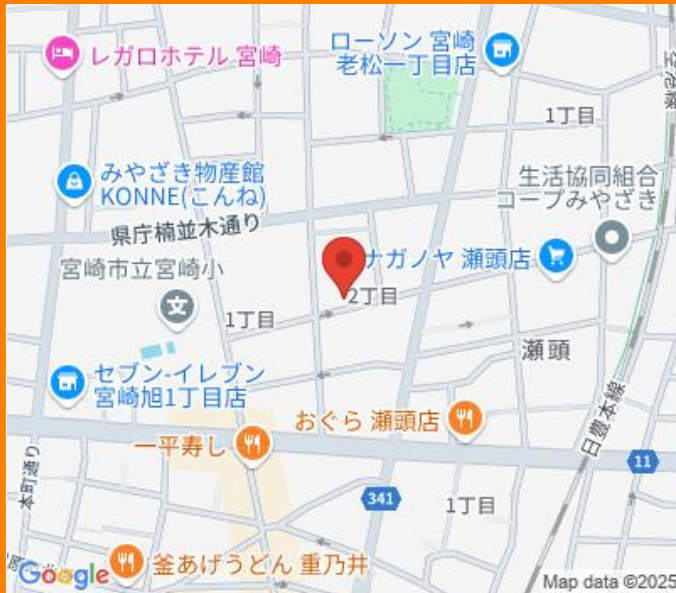 レガロホテル 宮崎
ローソン 宮崎
老松一丁目店
1丁目
みやざき物産館
KONNE(こんね)
生活協同組合
コープみやざき
県庁楠並木通り
ナガノヤ 瀬頭店
宮崎市立宮崎小
2丁目
1丁目
瀬頭
セブン-イレブン
宮崎旭1丁目店
おぐら 瀬頭店
一平寿し
日豊本線
11
本町通り
341
1丁目
釜あげうどん 重乃井
Google
Map data ©2025